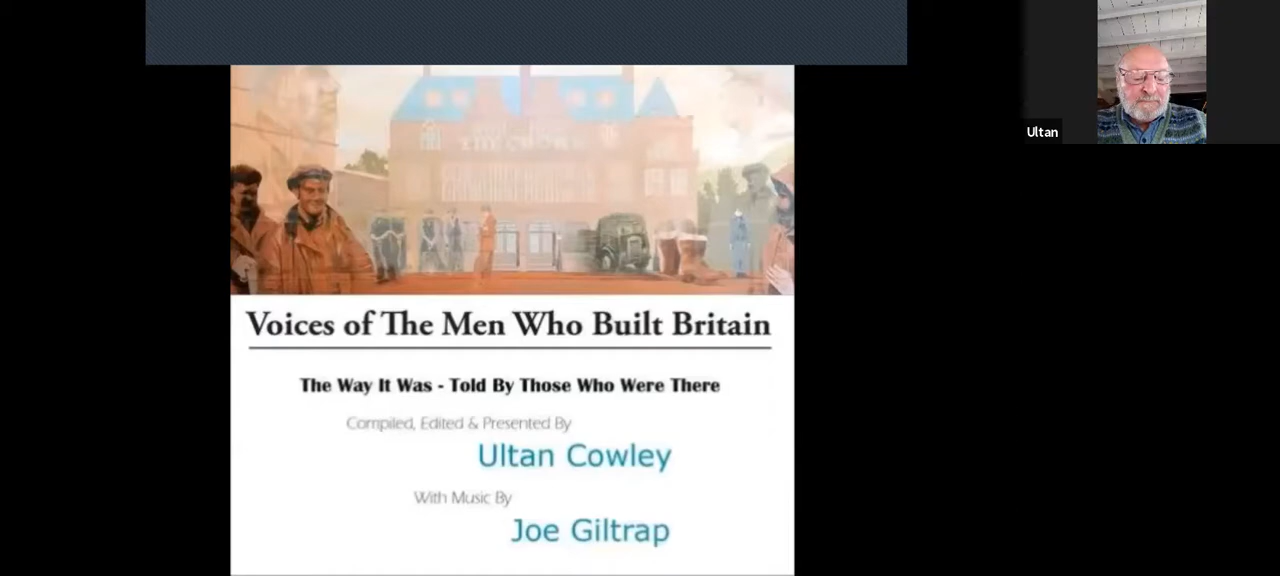 Voices of The Men Who Built Britain
The Way It Was - Told By Those Who Were There
Compiled, Edited & Presented By
Ultan Cowley
With Music By
Joe Giltrap
Ultan